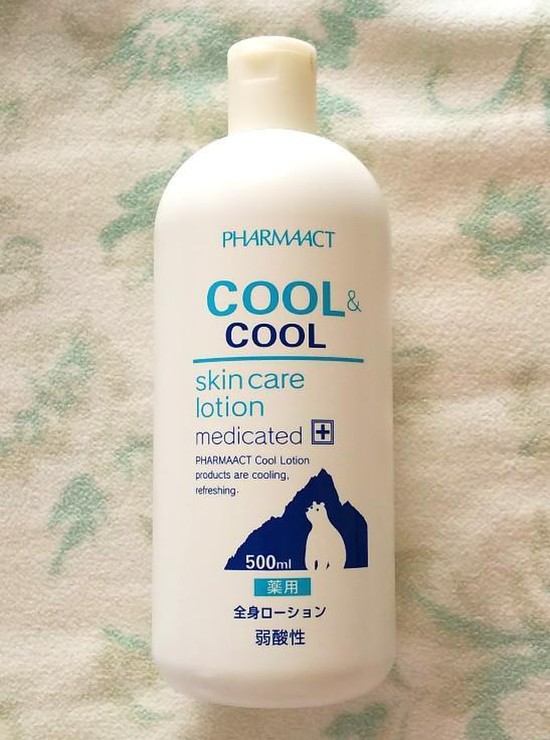 PHARMAACT
COOL &
COOL
skin care
lotion
medicated
PHARMAACT Cool Lotion
products are cooling,
refreshing.
500ml
薬用
全身ローション
弱酸性